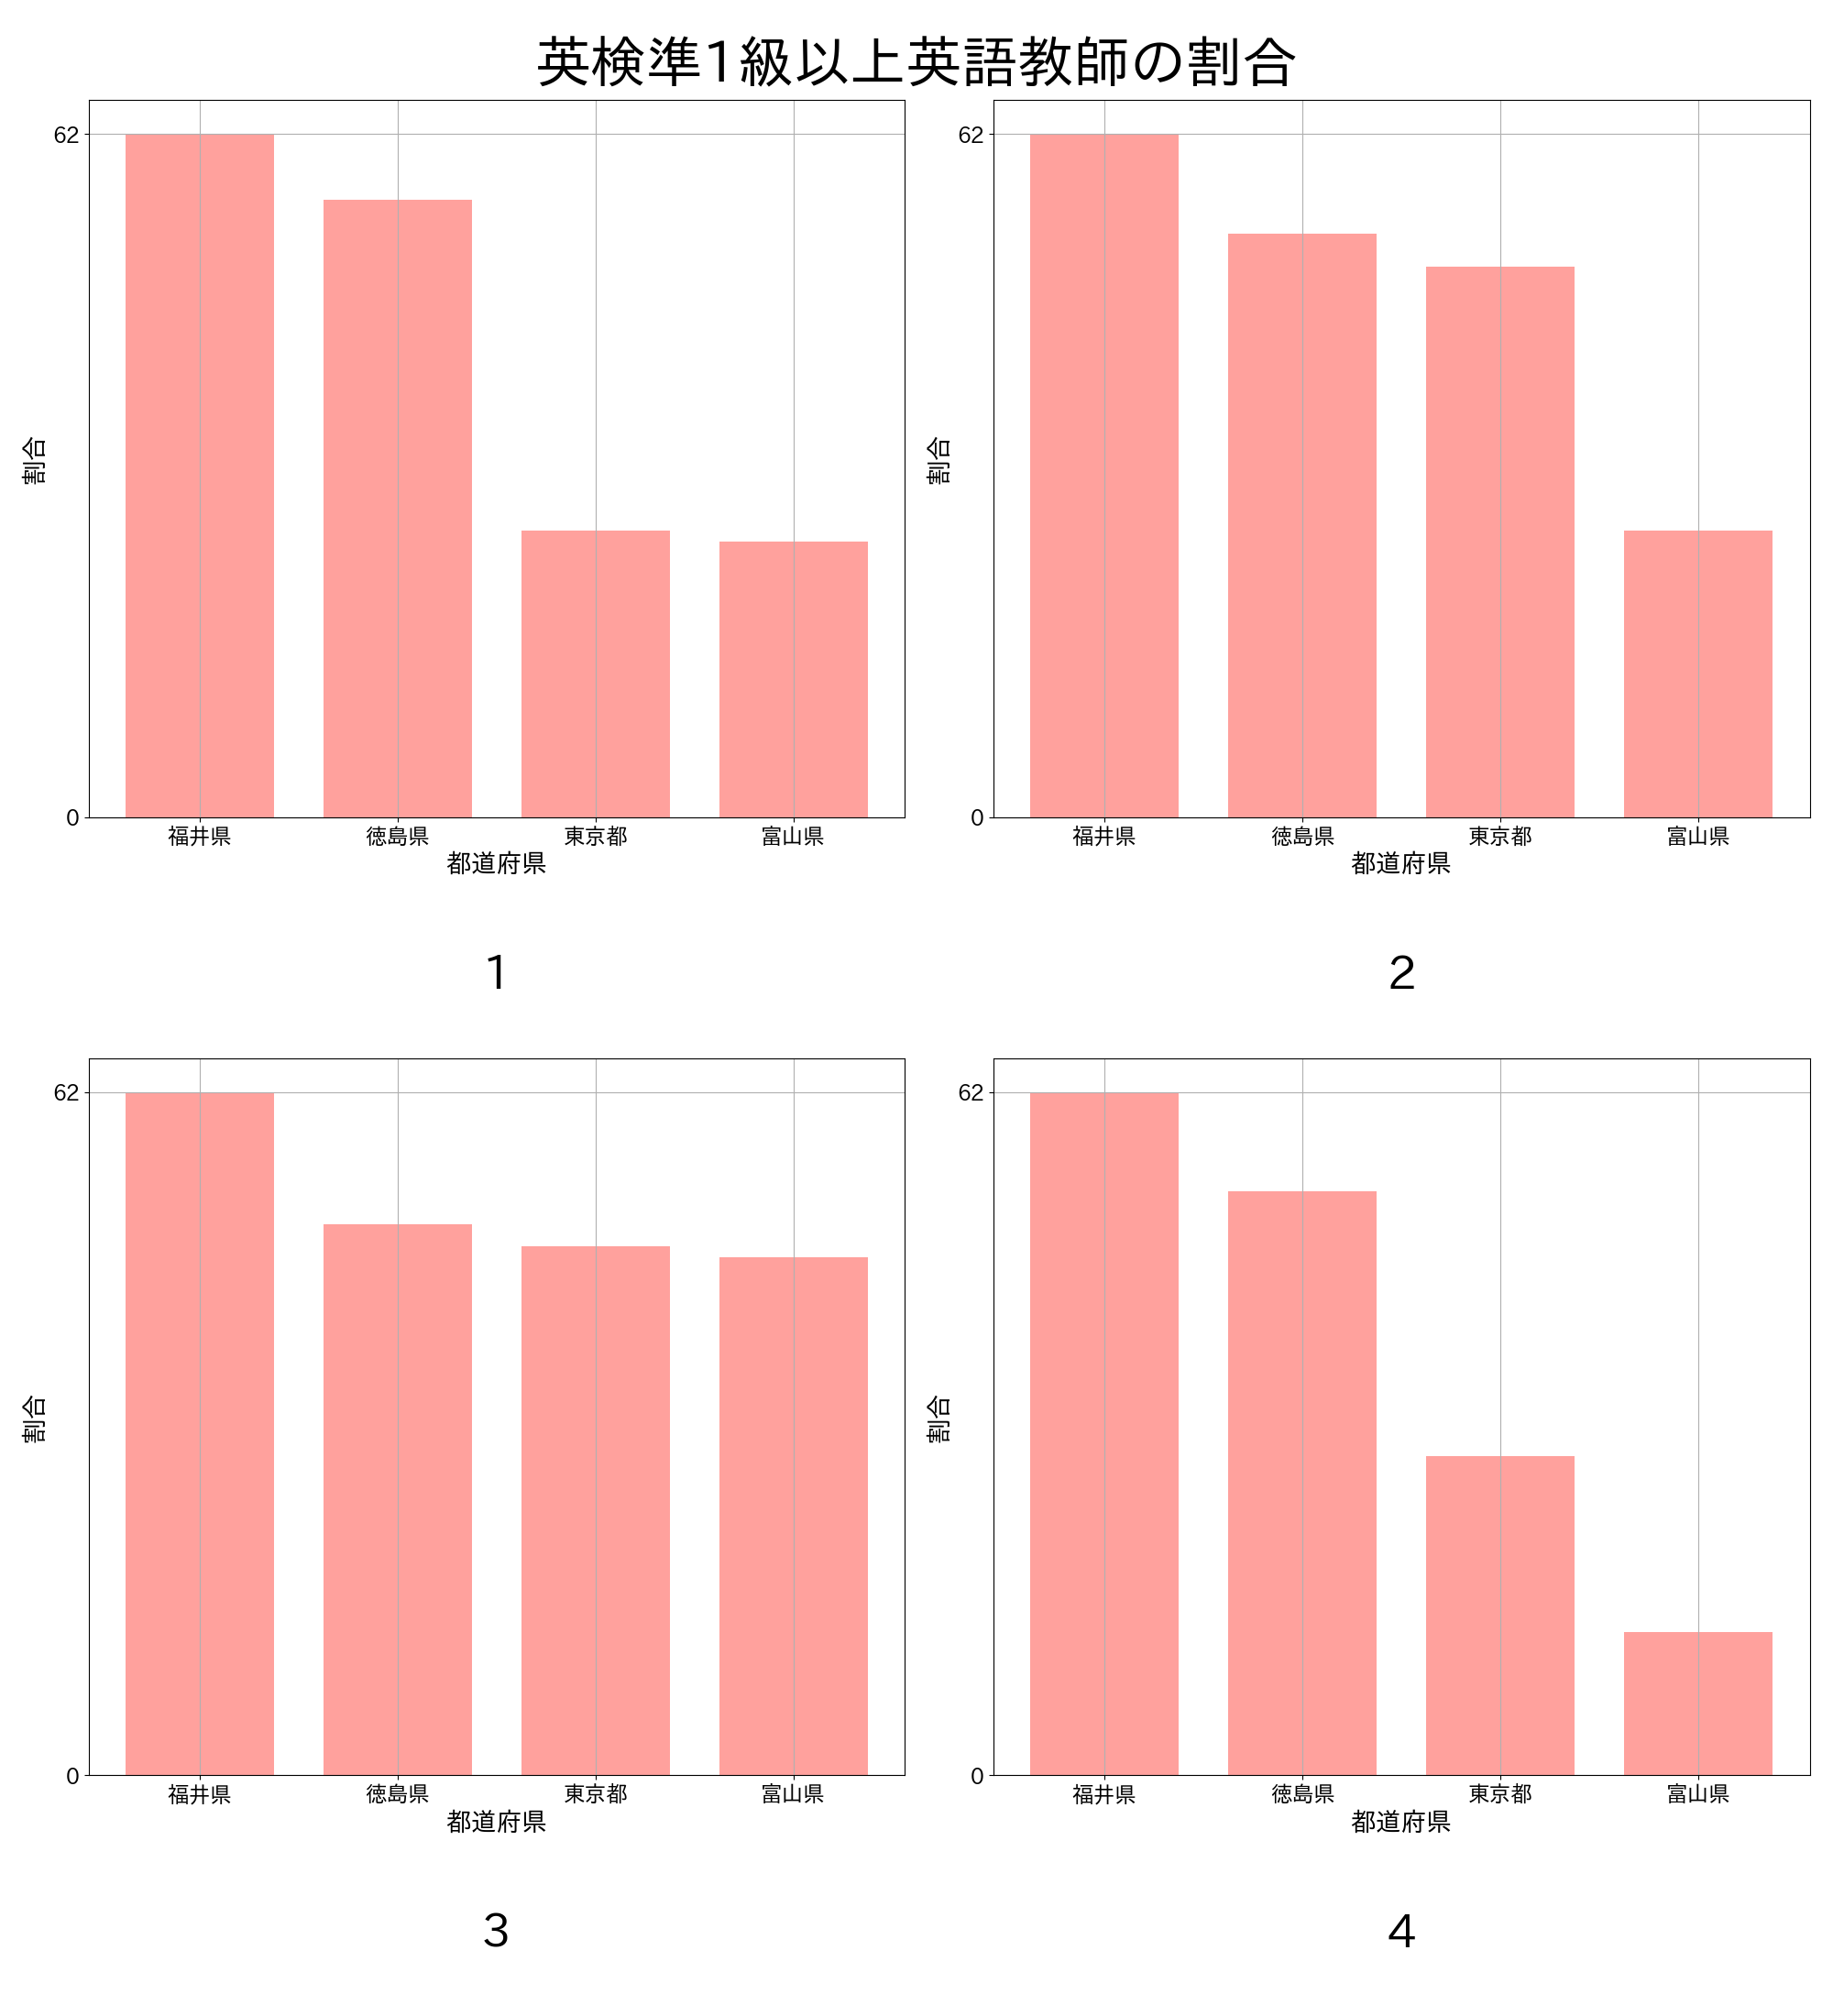 英検準1級以上英語教師の割合
62
0
割合
福井県 徳島県 東京都 富山県
都道府県
1
62
0
割合
福井県 徳島県 東京都 富山県
都道府県
2
62
0
割合
福井県 徳島県 東京都 富山県
都道府県
3
62
0
割合
福井県 徳島県 東京都 富山県
都道府県
4